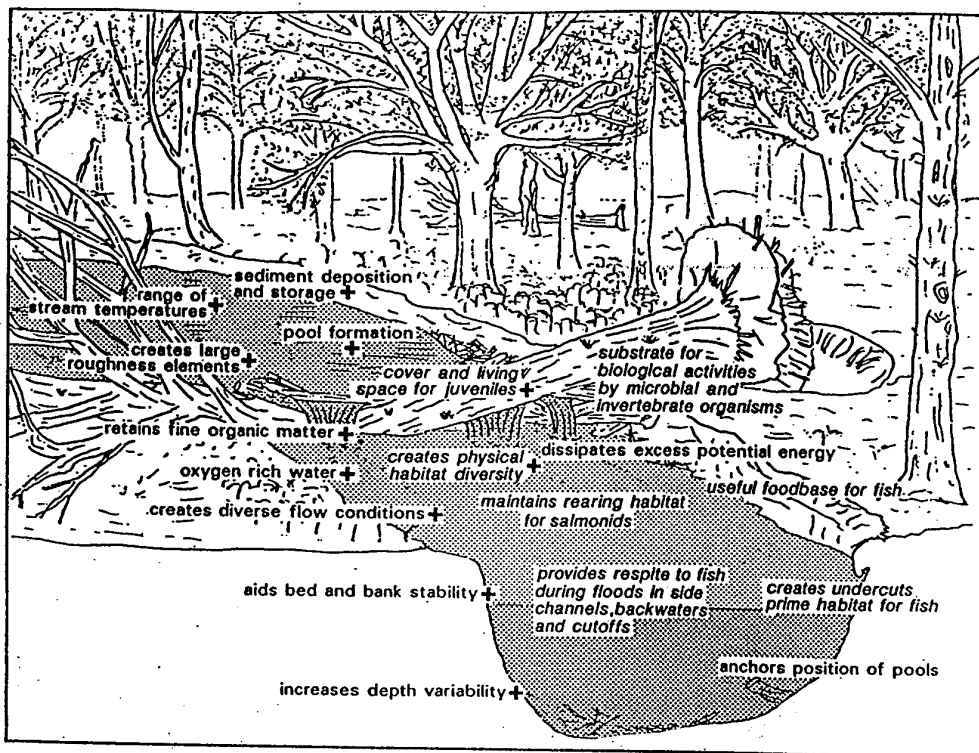 sediment deposition
and storage +
range of
stream temperatures +
pool formation
+
creates large
roughness elements +
cover and living
space for juveniles +
substrate for
biological activities
by microbial and
invertebrate organisms
retains fine organic matter +
creates physical
habitat diversity +
dissipates excess potential energy
oxygen rich water +
useful foodbase for fish
maintains rearing habitat
for salmonids
creates diverse flow conditions +
aids bed and bank stability +
provides respite to fish
during floods in side
channels, backwaters
and cutoffs
creates undercuts
prime habitat for fish
anchors position of pools
increases depth variability +